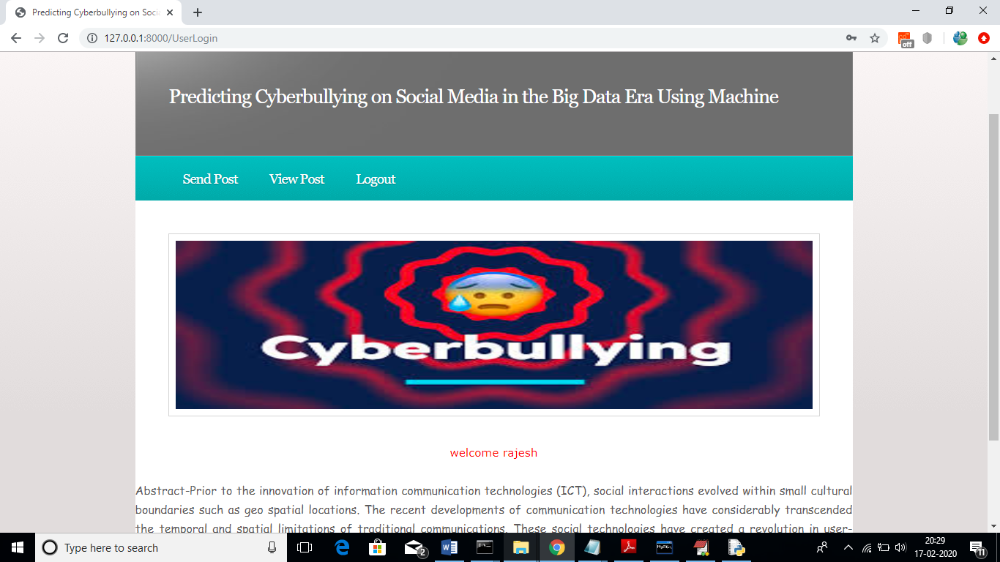 Predicting Cyberbullying on Soci
127.0.0.1:8000/UserLogin
off
Predicting Cyberbullying on Social Media in the Big Data Era Using Machine
Send Post View Post Logout
Cyberbullying
welcome rajesh
Abstract-Prior to the innovation of information communication technologies (ICT), social interactions evolved within small cultural
boundaries such as geo spatial locations. The recent developments of communication technologies have considerably transcended
the temporal and spatial limitations of traditional communications. These social technologies have created a revolution in user-
Type here to search
2
20:29
17-02-2020
11